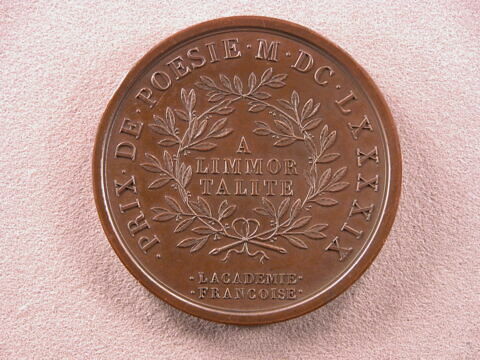 · PRIX · DE · POESIE · M · DC · LXXXXIX ·
A
LIMMOR
TALITE
· LACADEMIE ·
· FRANCOISE ·